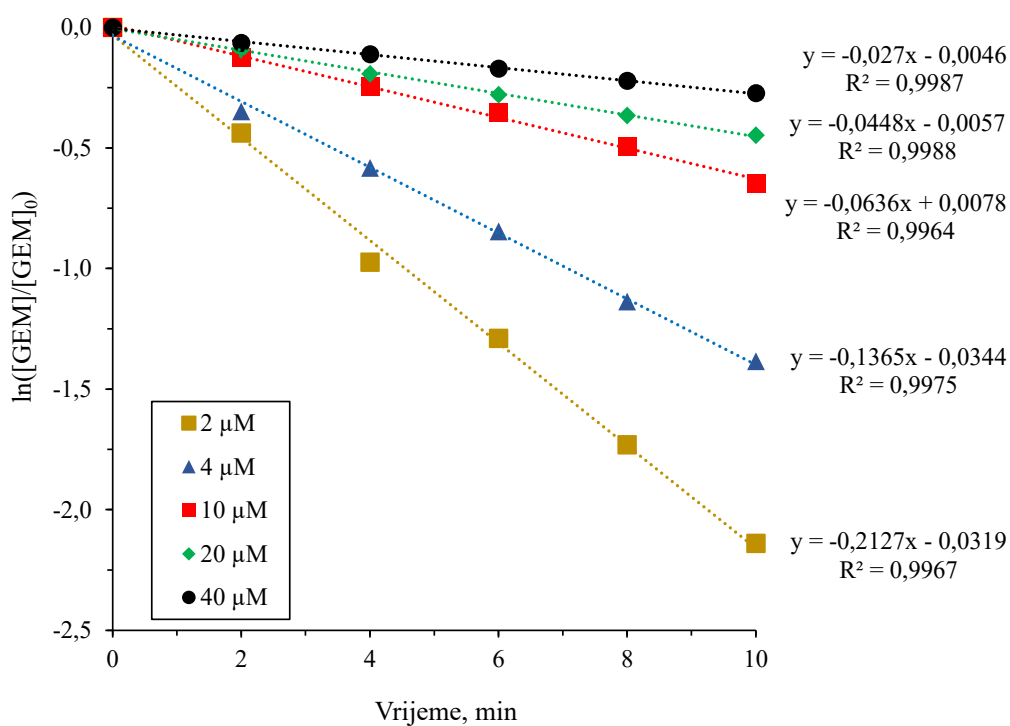 0,0
-0,5
-1,0
-1,5
-2,0
-2,5
ln([GEM]/[GEM]₀)
0 2 4 6 8 10
Vrijeme, min
2 µM
4 µM
10 µM
20 µM
40 µM
y = -0,027x - 0,0046
R² = 0,9987
y = -0,0448x - 0,0057
R² = 0,9988
y = -0,0636x + 0,0078
R² = 0,9964
y = -0,1365x - 0,0344
R² = 0,9975
y = -0,2127x - 0,0319
R² = 0,9967